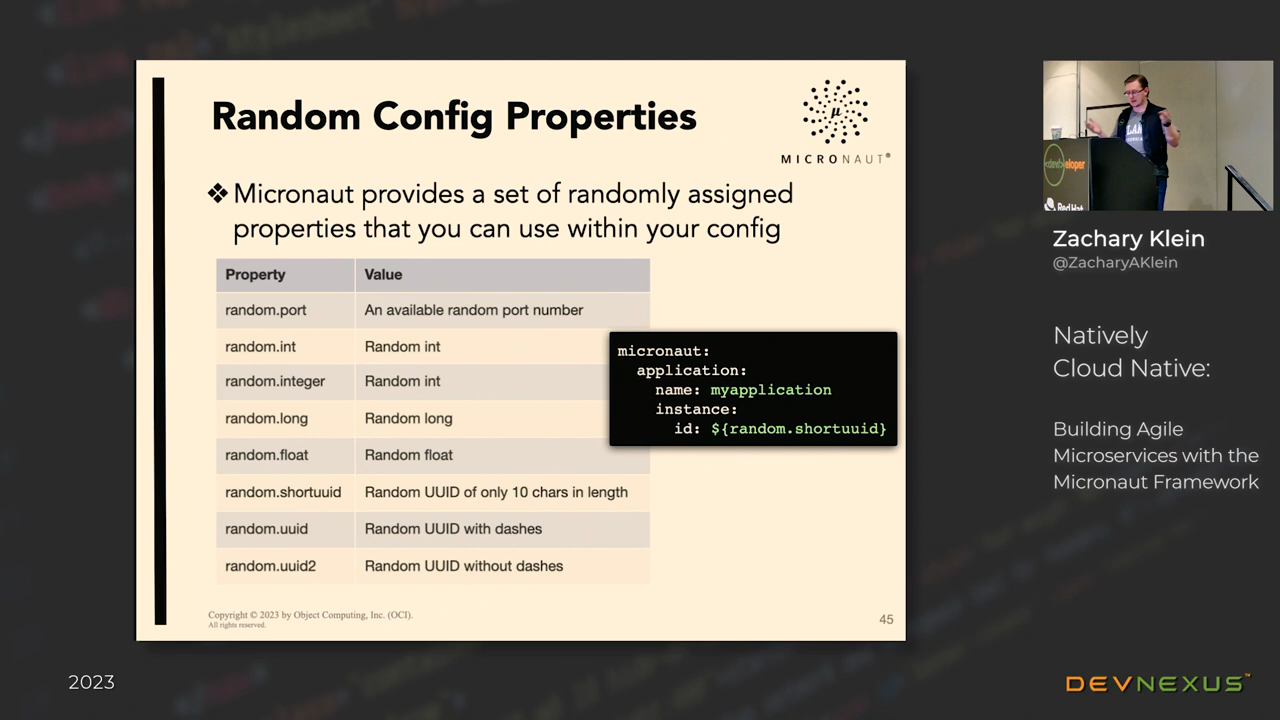 Random Config Properties
µ
MICRONAUT®
❖ Micronaut provides a set of randomly assigned
properties that you can use within your config
Property Value
random.port An available random port number
random.int Random int
random.integer Random int
random.long Random long
random.float Random float
random.shortuuid Random UUID of only 10 chars in length
random.uuid Random UUID with dashes
random.uuid2 Random UUID without dashes
micronaut:
application:
name: myapplication
instance:
id: ${random.shortuuid}
Copyright © 2023 by Object Computing, Inc. (OCI).
All rights reserved.
45
Red Hat
Zachary Klein
@ZacharyAKlein
Natively
Cloud Native:
Building Agile
Microservices with the
Micronaut Framework
2023
DEVNEXUS™